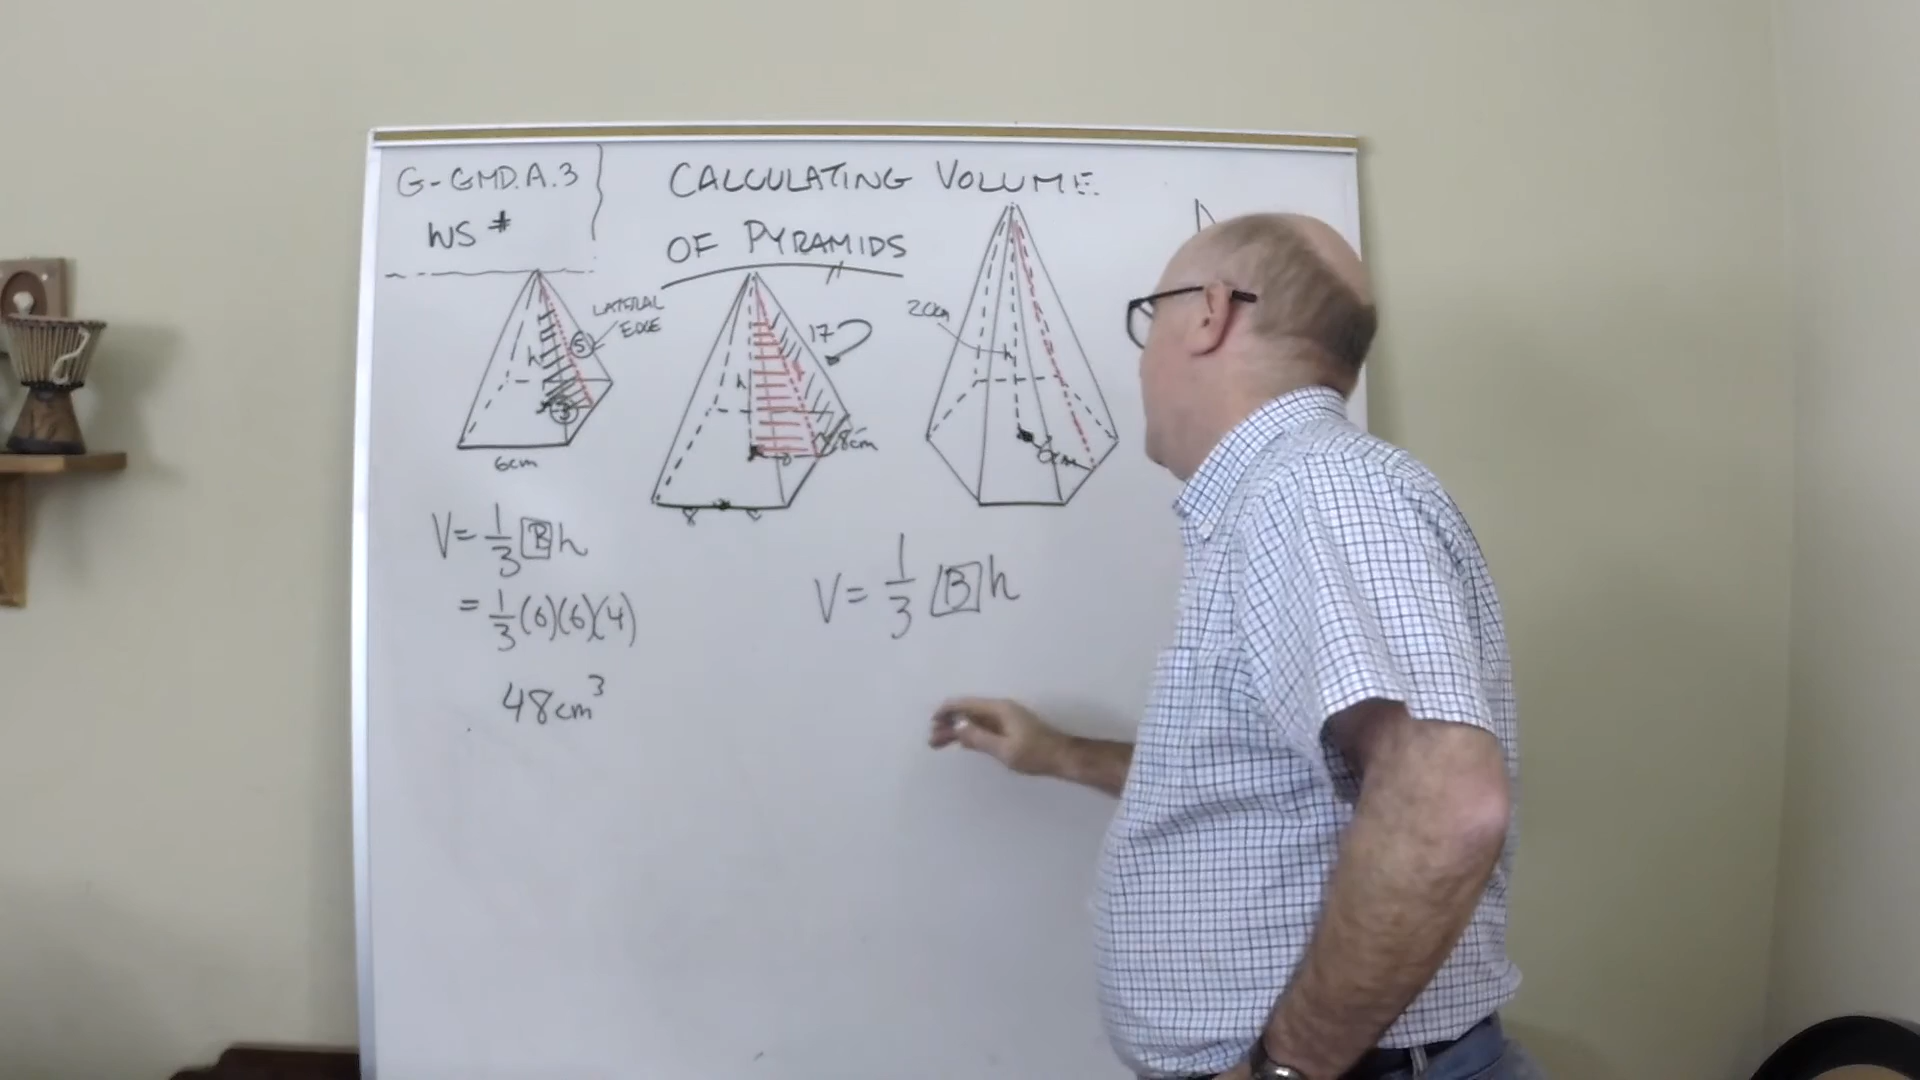 G-GMD.A.3
WS #
CALCULATING VOLUME
OF PYRAMIDS
LATERAL
EDGE
5
h
3
6cm
17
h
8cm
8
20cm
h
V = 1/3 B h
= 1/3 (6)(6)(4)
48cm³
V = 1/3 B h